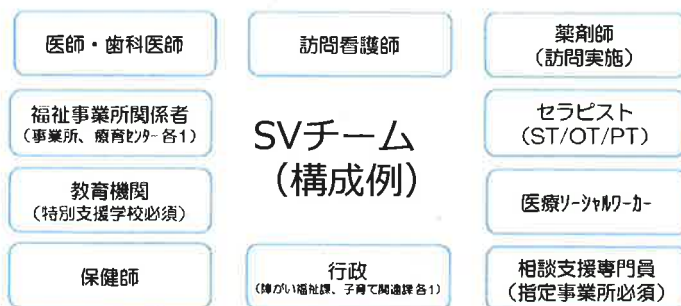 医師・歯科医師
訪問看護師
薬剤師
（訪問実施）
福祉事業所関係者
（事業所、療育ｾﾝﾀｰ各1）
SVチーム
（構成例）
セラピスト
（ST/OT/PT）
教育機関
（特別支援学校必須）
医療ｿｰｼｬﾙﾜｰｶｰ
保健師
行政
（障がい福祉課、子育て関連課各1）
相談支援専門員
（指定事業所必須）